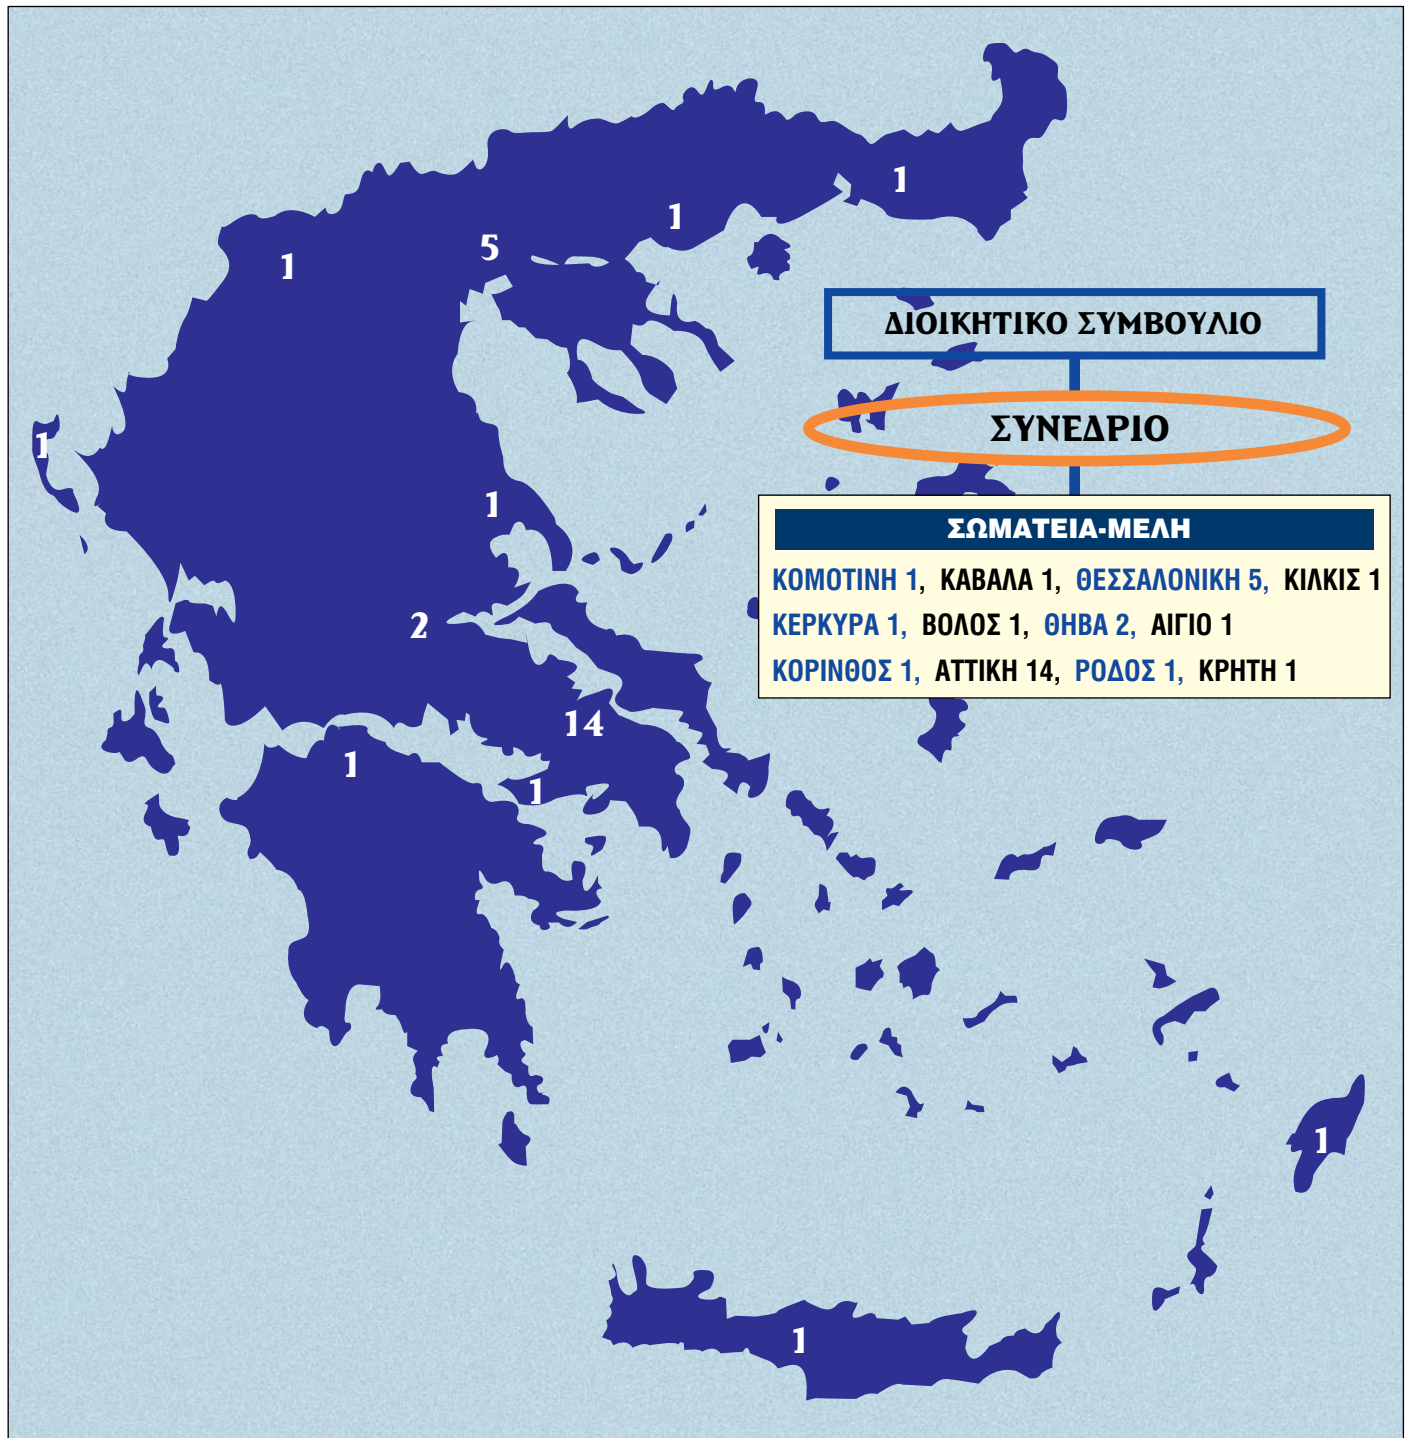 1
1
5
1
ΔΙΟΙΚΗΤΙΚΟ ΣΥΜΒΟΥΛΙΟ
ΣΥΝΕΔΡΙΟ
1
1
ΣΩΜΑΤΕΙΑ-ΜΕΛΗ
ΚΟΜΟΤΙΝΗ 1, ΚΑΒΑΛΑ 1, ΘΕΣΣΑΛΟΝΙΚΗ 5, ΚΙΛΚΙΣ 1
ΚΕΡΚΥΡΑ 1, ΒΟΛΟΣ 1, ΘΗΒΑ 2, ΑΙΓΙΟ 1
ΚΟΡΙΝΘΟΣ 1, ΑΤΤΙΚΗ 14, ΡΟΔΟΣ 1, ΚΡΗΤΗ 1
2
14
1
1
1
1